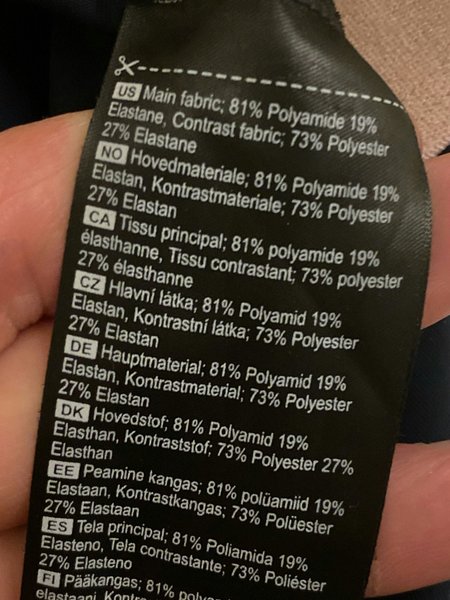 US Main fabric; 81% Polyamide 19%
Elastane, Contrast fabric; 73% Polyester
27% Elastane
NO Hovedmateriale; 81% Polyamide 19%
Elastan, Kontrastmateriale; 73% Polyester
27% Elastan
CA Tissu principal; 81% polyamide 19%
élasthanne, Tissu contrastant; 73% polyester
27% élasthanne
CZ Hlavní látka; 81% Polyamid 19%
Elastan, Kontrastní látka; 73% Polyester
27% Elastan
DE Hauptmaterial; 81% Polyamid 19%
Elastan, Kontrastmaterial; 73% Polyester
27% Elastan
DK Hovedstof; 81% Polyamid 19%
Elasthan, Kontraststof; 73% Polyester 27%
Elasthan
EE Peamine kangas; 81% polüamiid 19%
Elastaan, Kontrastkangas; 73% Polüester
27% Elastaan
ES Tela principal; 81% Poliamida 19%
Elasteno, Tela contrastante; 73% Poliéster
27% Elasteno
FI Pääkangas; 81%
elastaani,